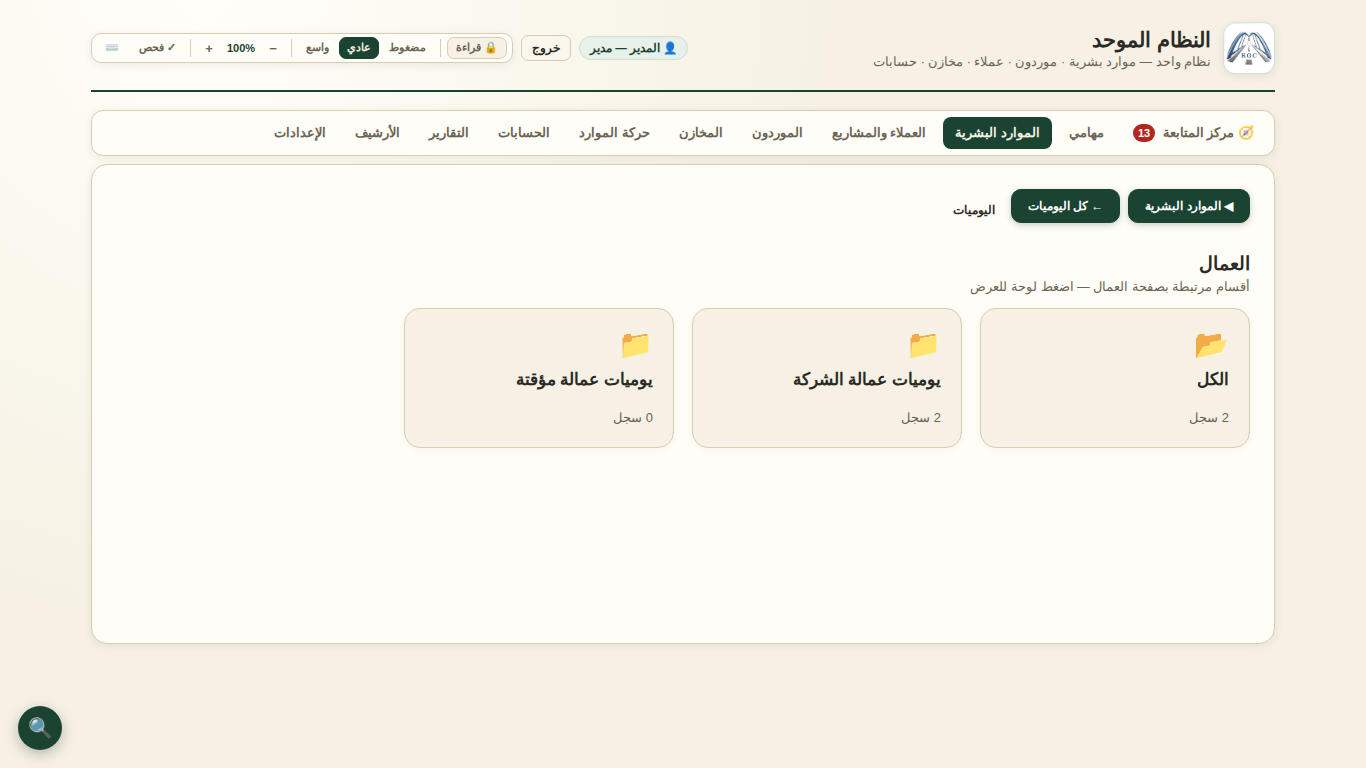 ROC
النظام الموحد
نظام واحد — موارد بشرية · موردون · عملاء · مخازن · حسابات
المدير — مدير
خروج
قراءة
مضغوط عادي واسع
− 100% +
✓ فحص
مركز المتابعة 13 مهامي الموارد البشرية العملاء والمشاريع الموردون المخازن حركة الموارد الحسابات التقارير الأرشيف الإعدادات
◀ الموارد البشرية
← كل اليوميات
اليوميات
العمال
أقسام مرتبطة بصفحة العمال — اضغط لوحة للعرض
الكل
2 سجل
يوميات عمالة الشركة
2 سجل
يوميات عمالة مؤقتة
0 سجل